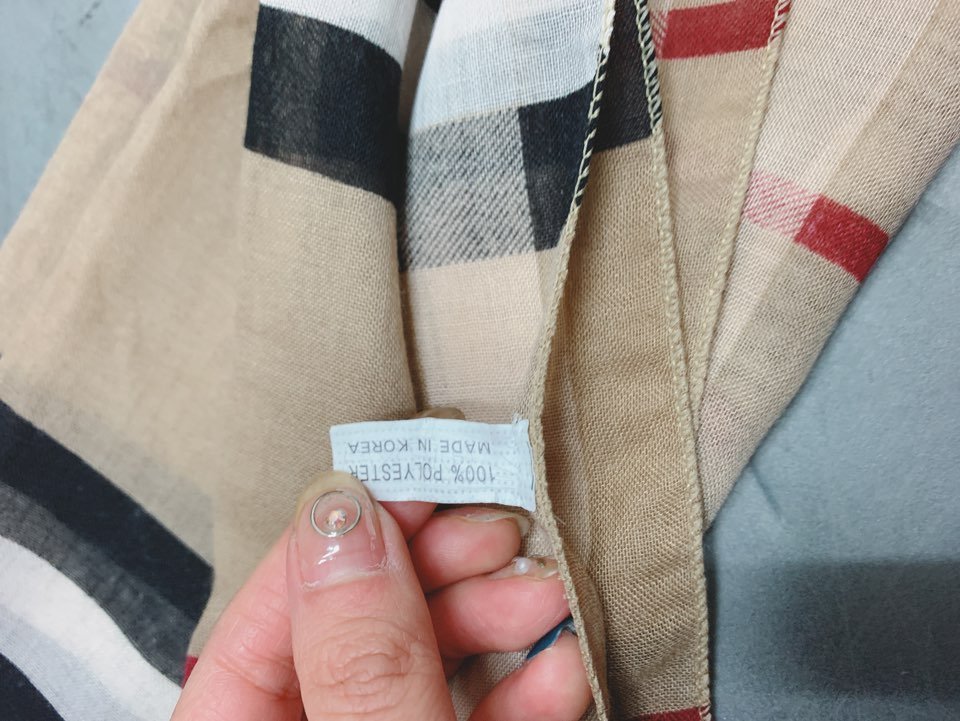 100% POLYESTER
MADE IN KOREA